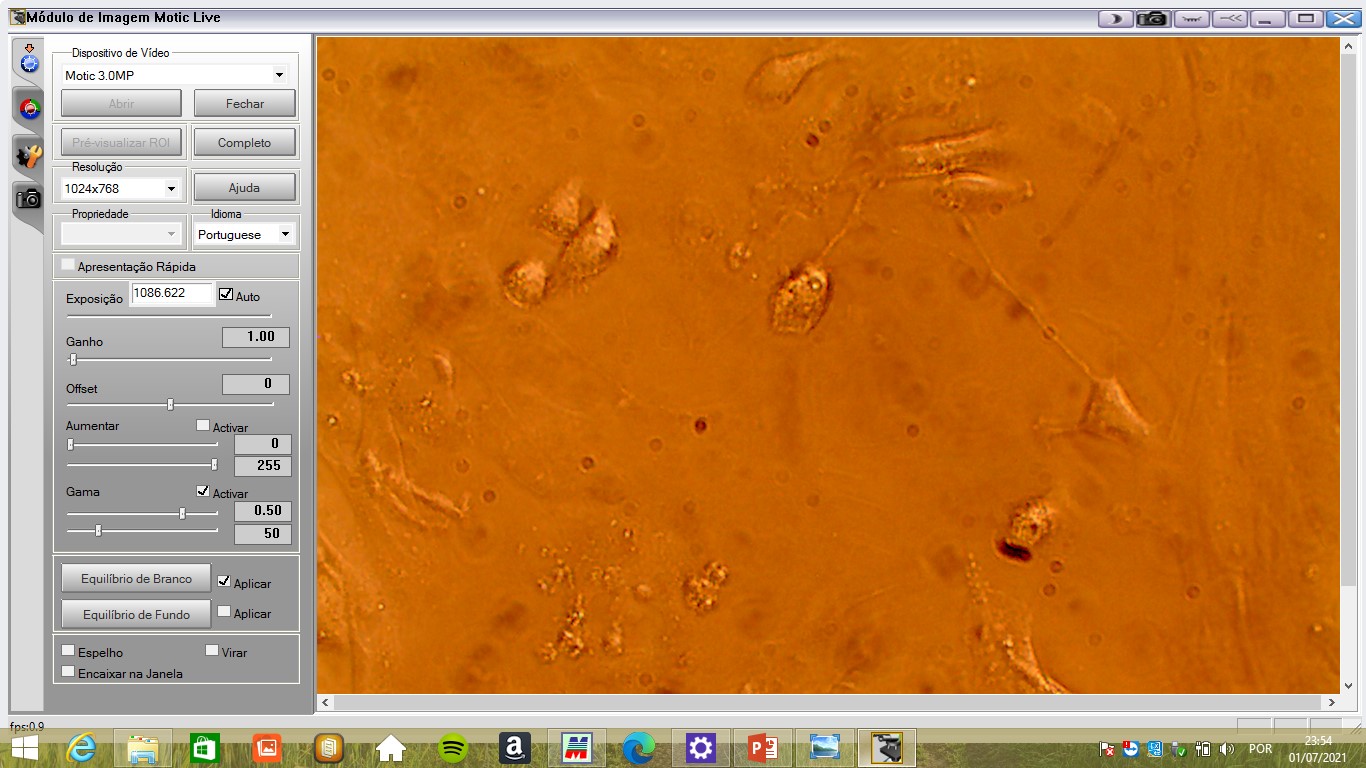 Módulo de Imagem Motic Live
Dispositivo de Vídeo
Motic 3.0MP
Abrir
Fechar
Pré-visualizar ROI
Completo
Resolução
1024x768
Ajuda
Propriedade
Idioma
Portuguese
Apresentação Rápida
Exposição
1086.622
Auto
Ganho
1.00
Offset
0
Aumentar
Activar
0
255
Gama
Activar
0.50
50
Equilíbrio de Branco
Aplicar
Equilíbrio de Fundo
Aplicar
Espelho
Virar
Encaixar na Janela
fps:0.9
POR
23:54
01/07/2021